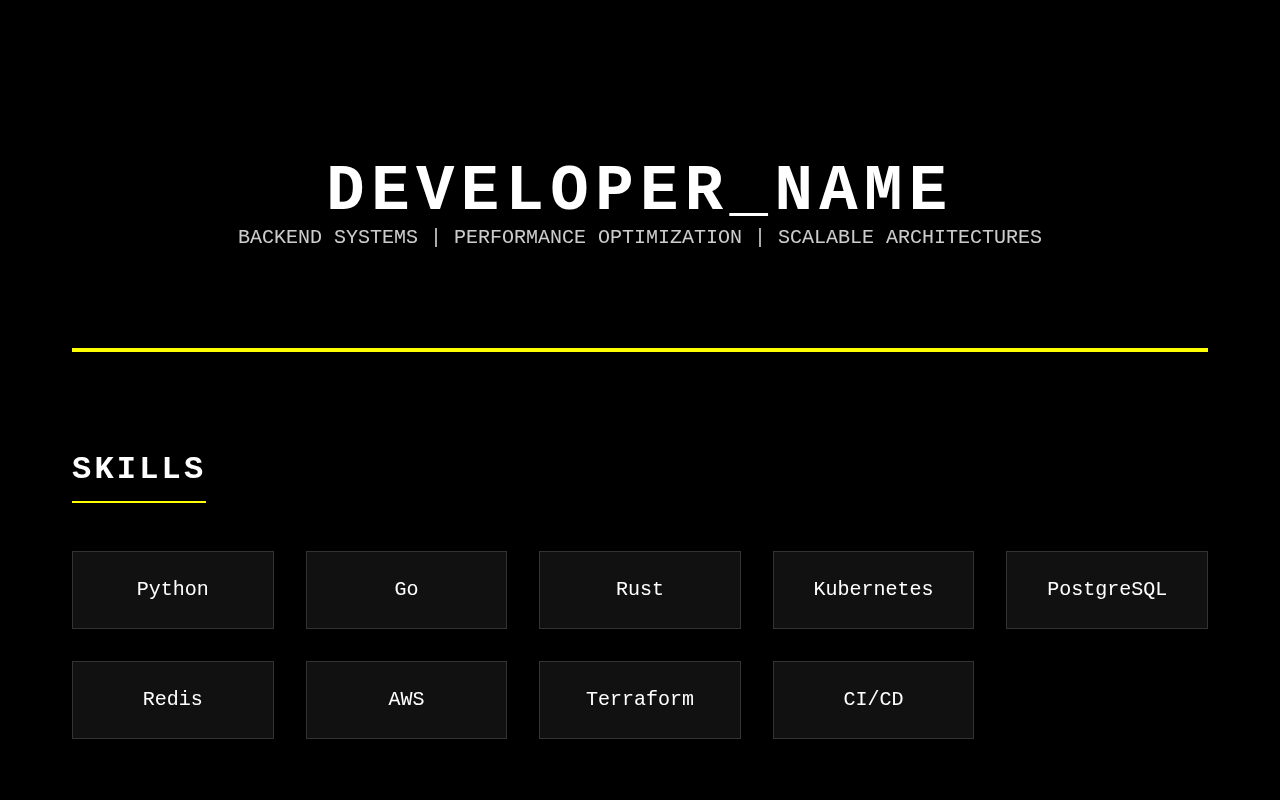 DEVELOPER_NAME
BACKEND SYSTEMS | PERFORMANCE OPTIMIZATION | SCALABLE ARCHITECTURES
SKILLS
Python
Go
Rust
Kubernetes
PostgreSQL
Redis
AWS
Terraform
CI/CD